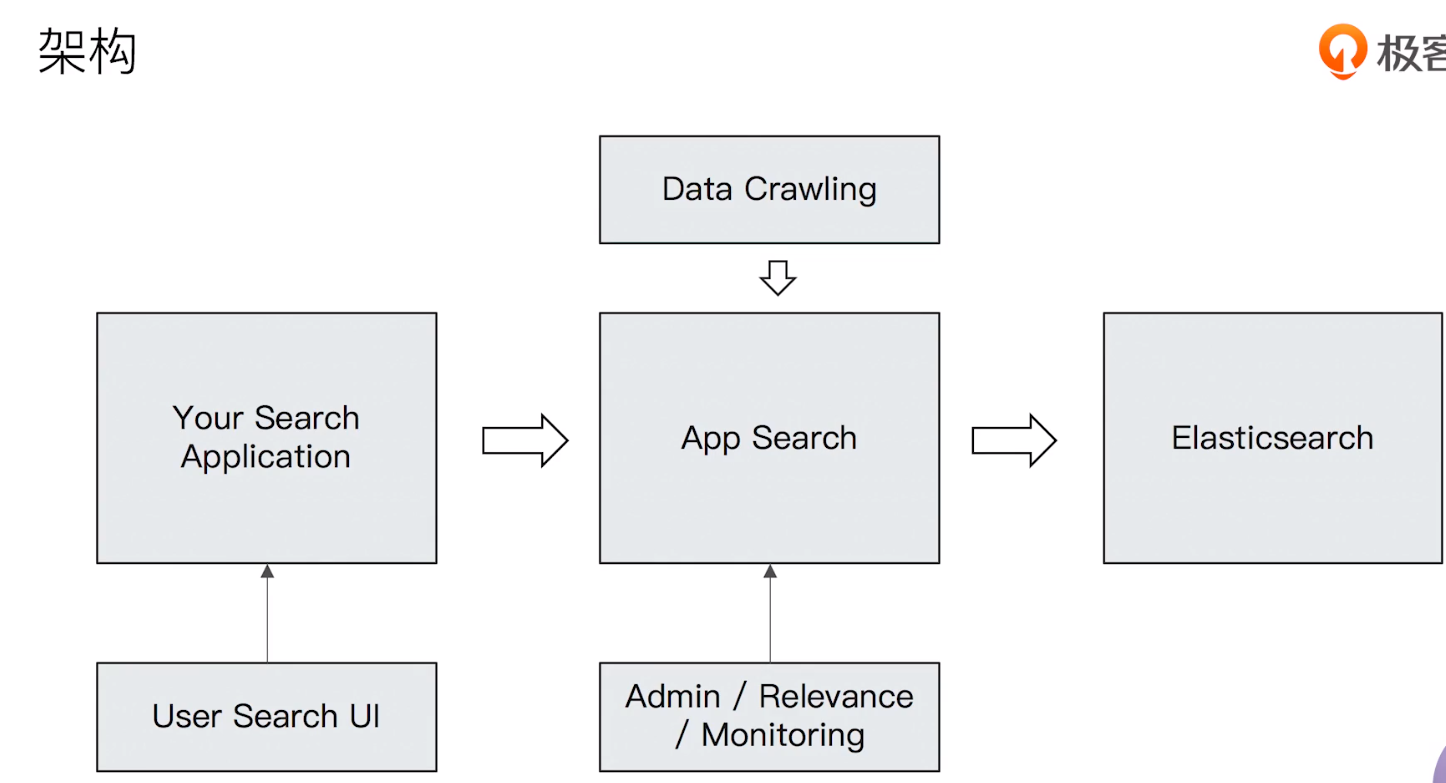 架构
极客
Data Crawling
Your Search
Application
App Search
Elasticsearch
User Search UI
Admin / Relevance
/ Monitoring